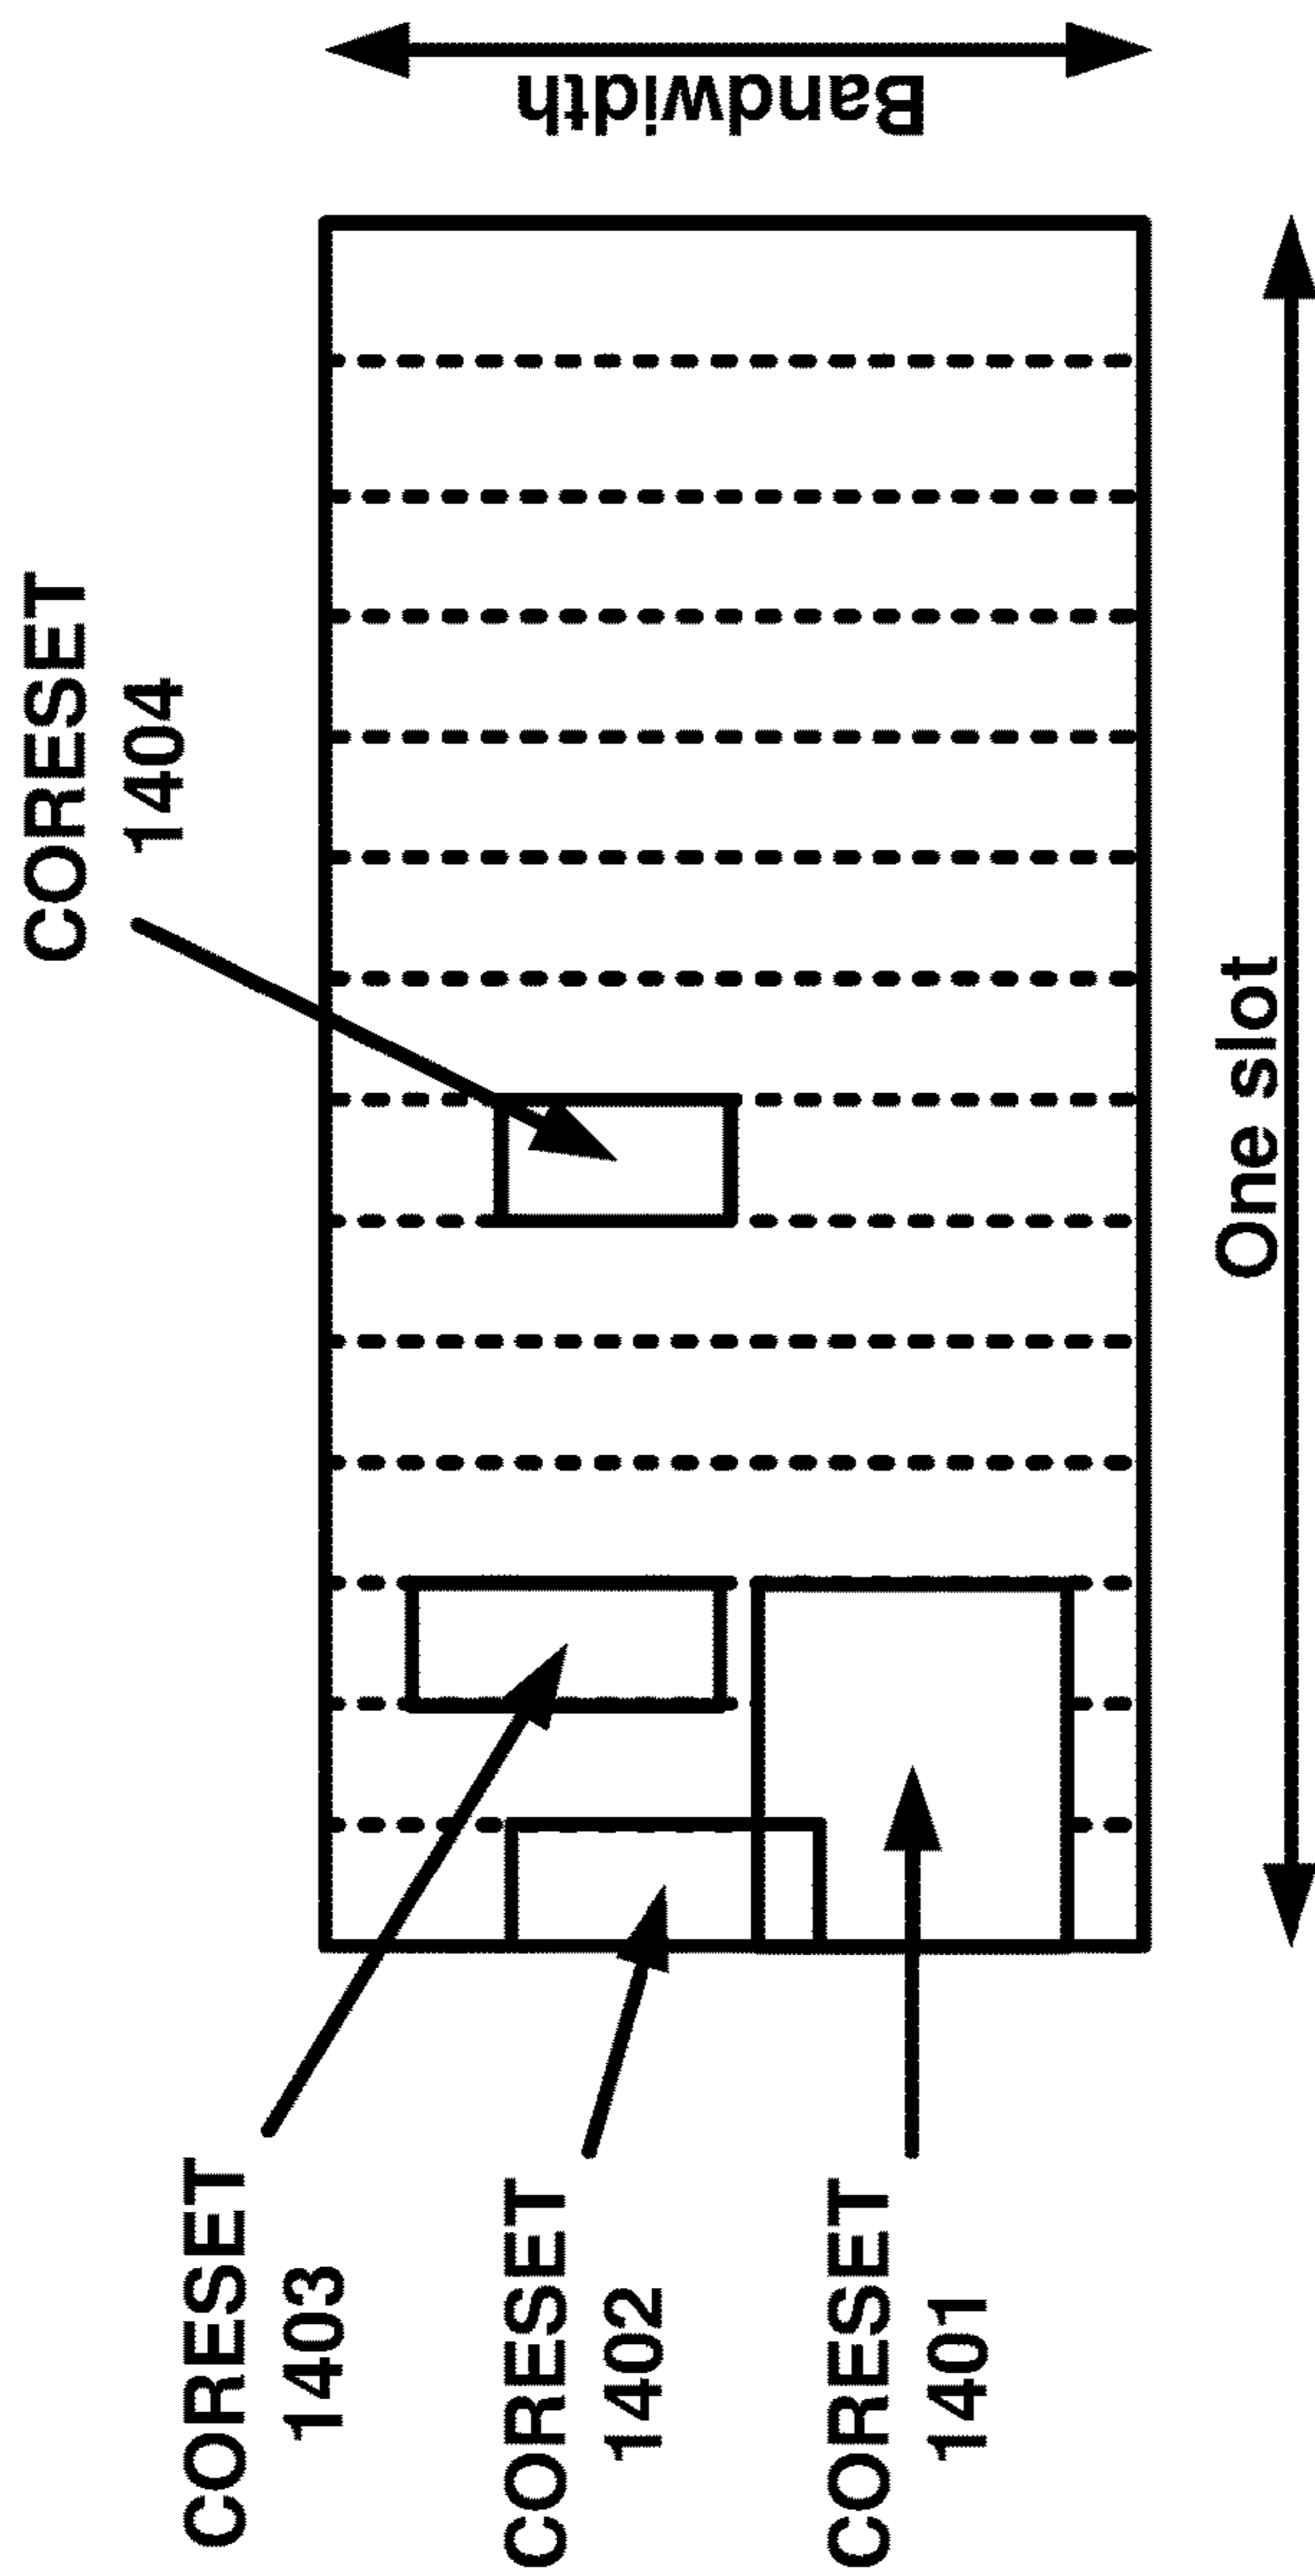 CORESET
1404
CORESET
1403
CORESET
1402
CORESET
1401
Bandwidth
One slot